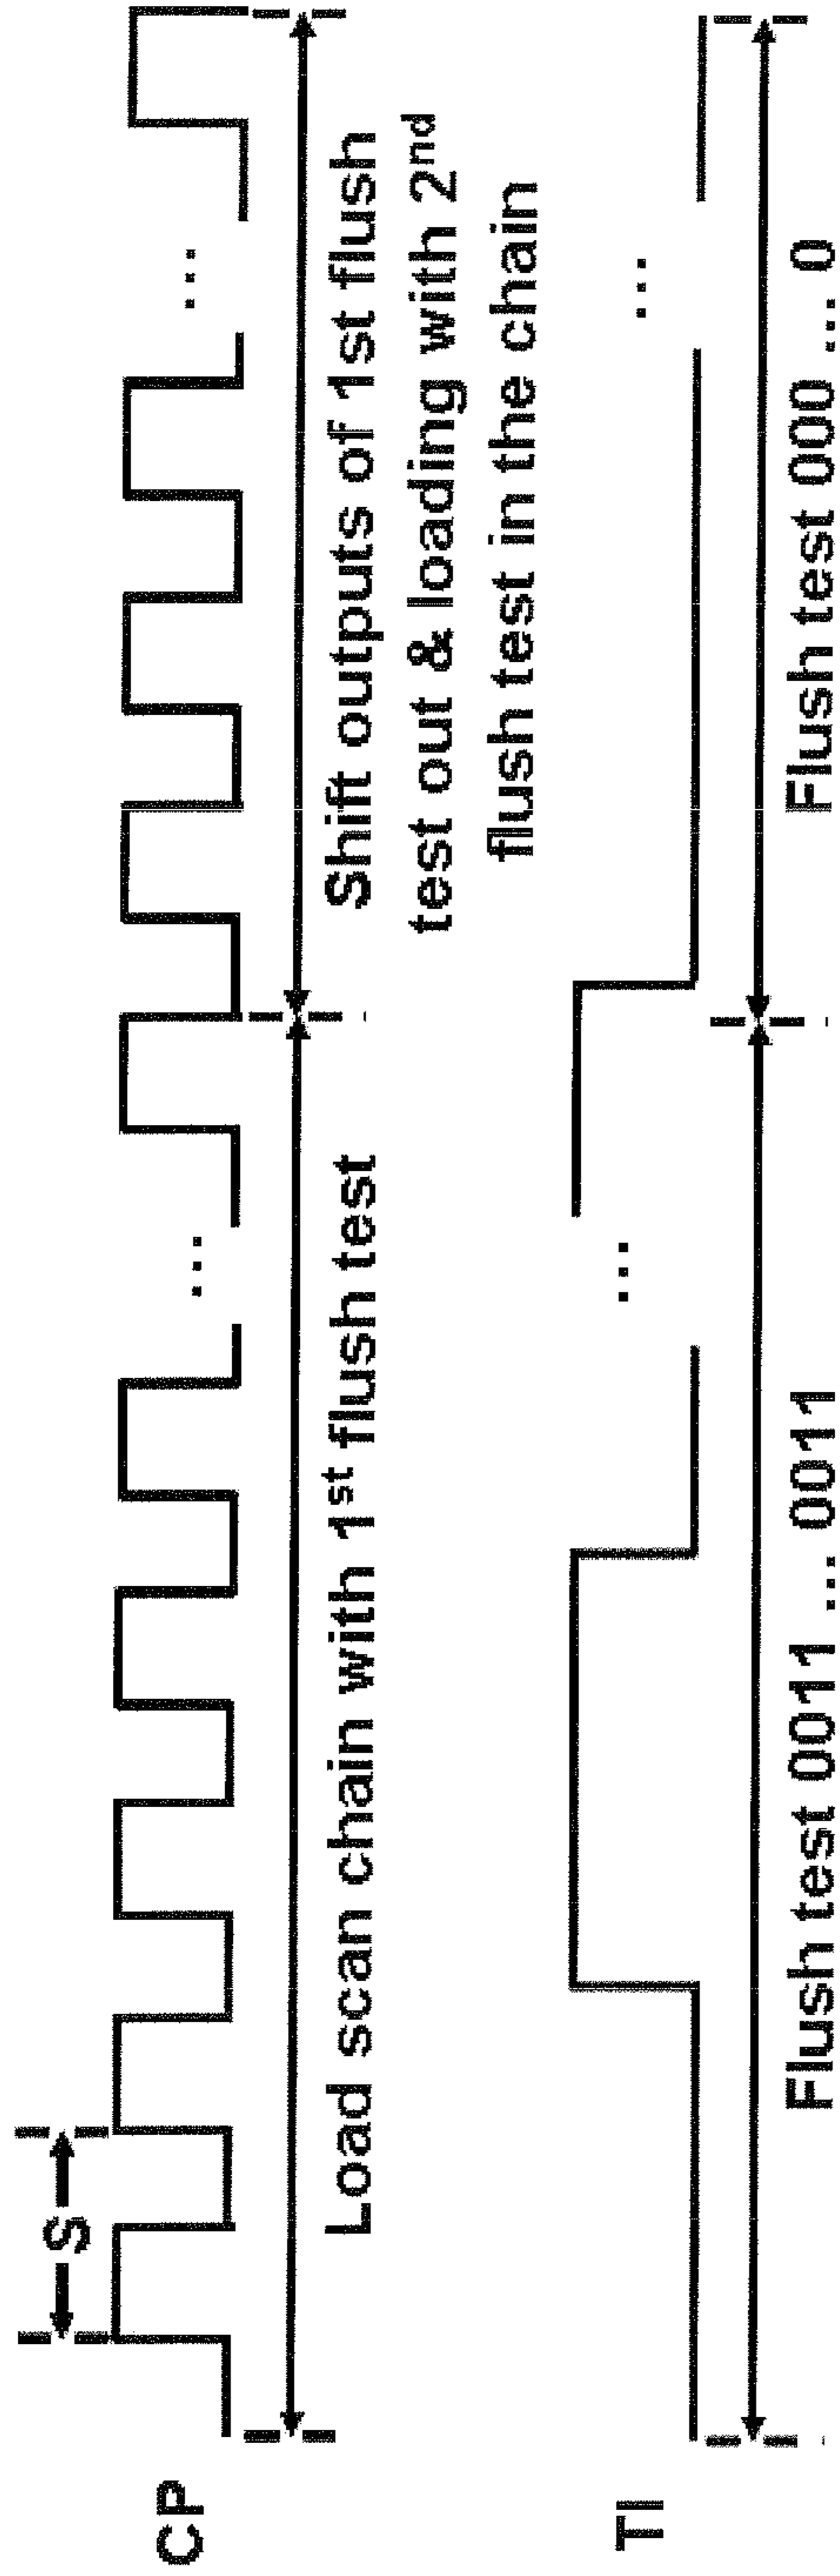 CP
S
...
...
Load scan chain with 1st flush test
Shift outputs of 1st flush
test out & loading with 2nd
flush test in the chain
TI
...
...
Flush test 0011 ... 0011
Flush test 000 ... 0